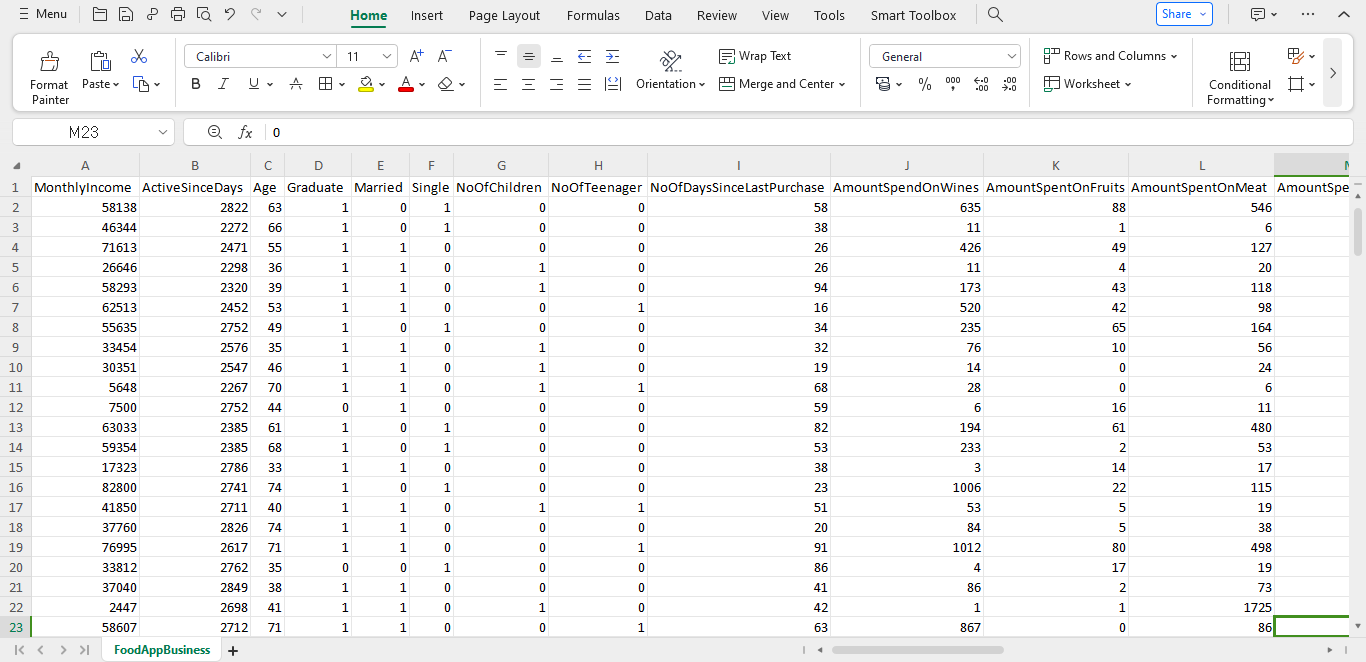 Menu Home Insert Page Layout Formulas Data Review View Tools Smart Toolbox Share
Calibri 11 A+ A- Wrap Text General Rows and Columns
Format Painter Paste B I U A A Orientation Merge and Center % 000 .00 .00 Worksheet Conditional Formatting
M23 fx 0
A B C D E F G H I J K L
1 MonthlyIncome ActiveSinceDays Age Graduate Married Single NoOfChildren NoOfTeenager NoOfDaysSinceLastPurchase AmountSpendOnWines AmountSpentOnFruits AmountSpentOnMeat AmountSpe
2 58138 2822 63 1 0 1 0 0 58 635 88 546
3 46344 2272 66 1 0 1 0 0 38 11 1 6
4 71613 2471 55 1 1 0 0 0 26 426 49 127
5 26646 2298 36 1 1 0 1 0 26 11 4 20
6 58293 2320 39 1 1 0 1 0 94 173 43 118
7 62513 2452 53 1 1 0 0 1 16 520 42 98
8 55635 2752 49 1 0 1 0 0 34 235 65 164
9 33454 2576 35 1 1 0 1 0 32 76 10 56
10 30351 2547 46 1 1 0 1 0 19 14 0 24
11 5648 2267 70 1 1 0 1 1 68 28 0 6
12 7500 2752 44 0 1 0 0 0 59 6 16 11
13 63033 2385 61 1 0 1 0 0 82 194 61 480
14 59354 2385 68 1 0 1 0 0 53 233 2 53
15 17323 2786 33 1 1 0 0 0 38 3 14 17
16 82800 2741 74 1 0 1 0 0 23 1006 22 115
17 41850 2711 40 1 1 0 1 1 51 53 5 19
18 37760 2826 74 1 1 0 0 0 20 84 5 38
19 76995 2617 71 1 1 0 0 1 91 1012 80 498
20 33812 2762 35 0 0 1 0 0 86 4 17 19
21 37040 2849 38 1 1 0 0 0 41 86 2 73
22 2447 2698 41 1 1 0 1 0 42 1 1 1725
23 58607 2712 71 1 1 0 0 1 63 867 0 86
FoodAppBusiness